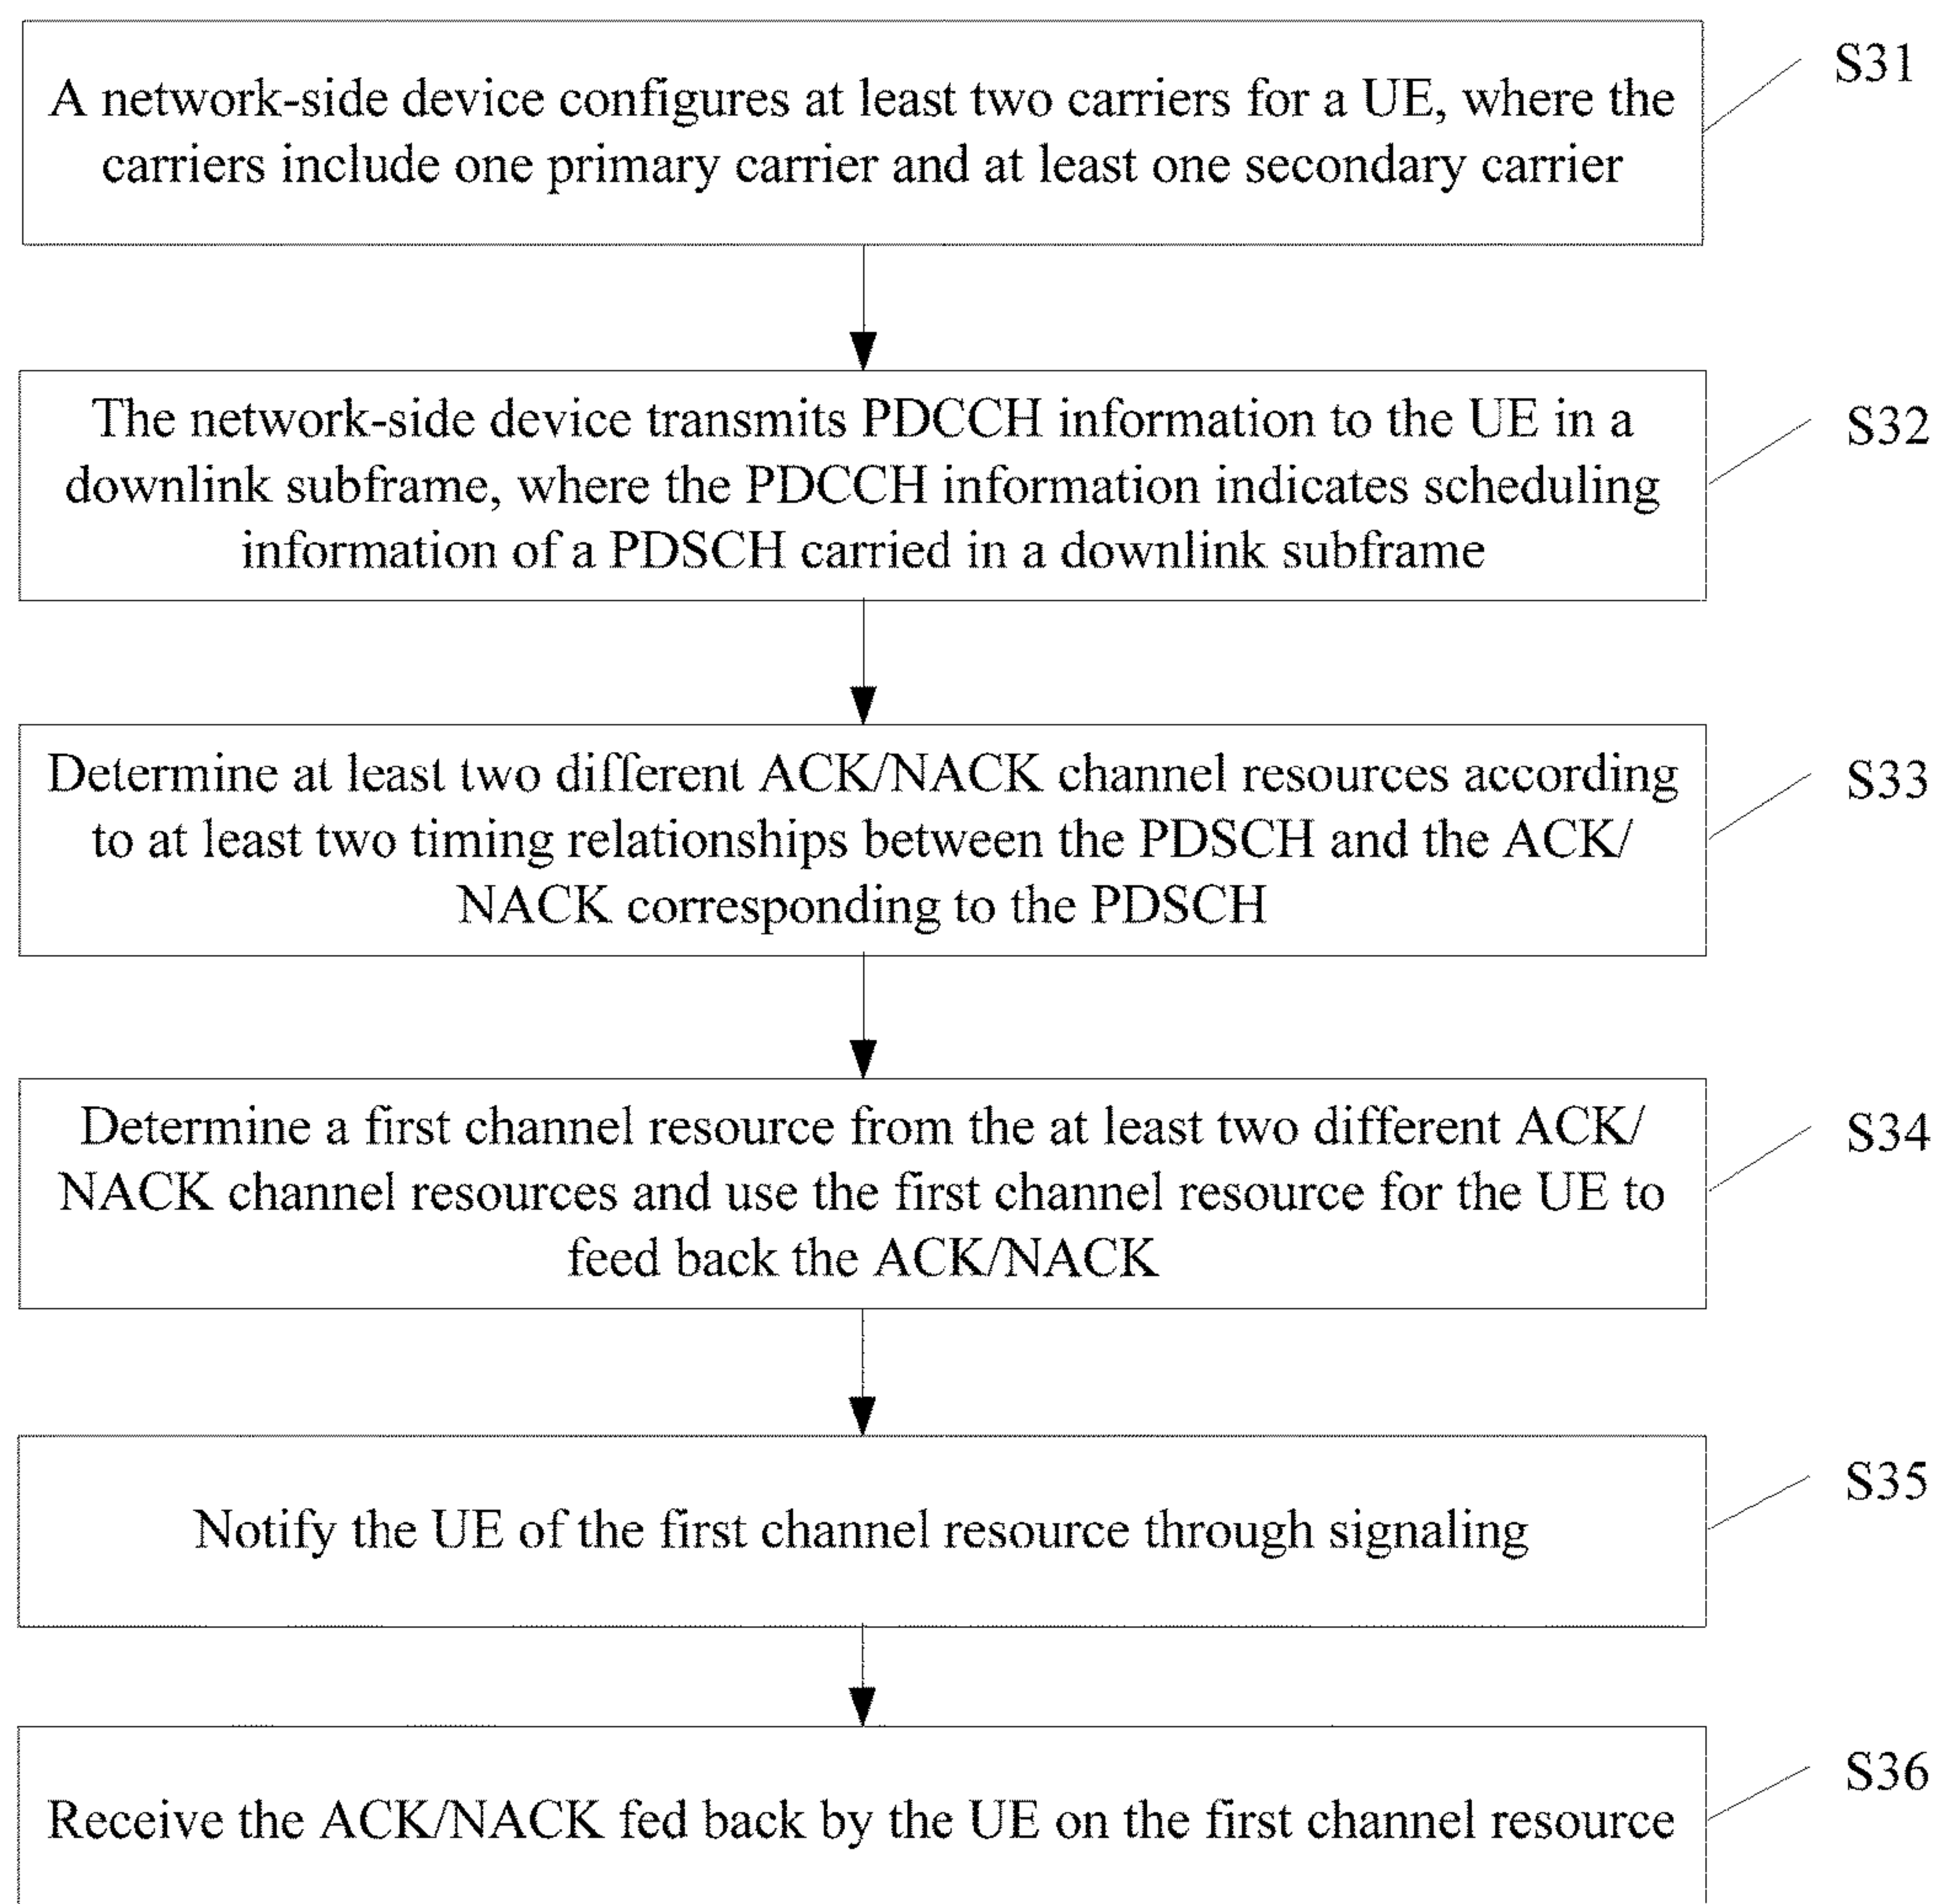 A network-side device configures at least two carriers for a UE, where the
carriers include one primary carrier and at least one secondary carrier
S31
The network-side device transmits PDCCH information to the UE in a
downlink subframe, where the PDCCH information indicates scheduling
information of a PDSCH carried in a downlink subframe
S32
Determine at least two different ACK/NACK channel resources according
to at least two timing relationships between the PDSCH and the ACK/
NACK corresponding to the PDSCH
S33
Determine a first channel resource from the at least two different ACK/
NACK channel resources and use the first channel resource for the UE to
feed back the ACK/NACK
S34
Notify the UE of the first channel resource through signaling
S35
Receive the ACK/NACK fed back by the UE on the first channel resource
S36